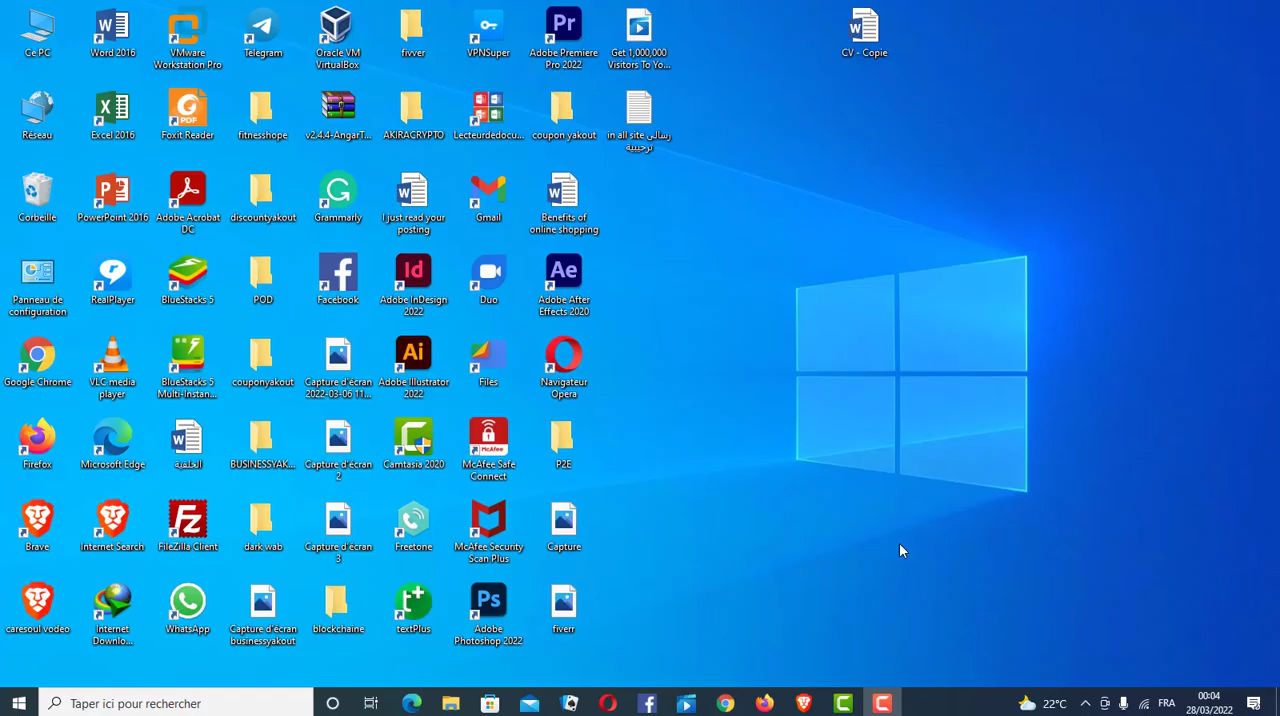 Ce PC
Word 2016
VMware
Workstation Pro
Telegram
Oracle VM
VirtualBox
fivver
VPNSuper
Adobe Premiere
Pro 2022
Get 1,000,000
Visitors To Yo...
CV - Copie
Réseau
Excel 2016
Foxit Reader
fitnesshope
v2.4.4-AngarT...
AKIRACRYPTO
Lecteurdedocu...
coupon yakout
in all site رسالى
ترحيبية
Corbeille
PowerPoint 2016
Adobe Acrobat
DC
discountyakout
Grammarly
I just read your
posting
Gmail
Benefits of
online shopping
Panneau de
configuration
RealPlayer
BlueStacks 5
POD
Facebook
Adobe InDesign
2022
Duo
Adobe After
Effects 2020
Google Chrome
VLC media
player
BlueStacks 5
Multi-Instan...
couponyakout
Capture d'écran
2022-03-06 11...
Adobe Illustrator
2022
Files
Navigateur
Opera
Firefox
Microsoft Edge
الخلفية
BUSINESSYAK...
Capture d'écran
2
Camtasia 2020
McAfee Safe
Connect
P2E
Brave
Internet Search
FileZilla Client
dark wab
Capture d'écran
3
Freetone
McAfee Security
Scan Plus
Capture
caresoul vodeo
Internet
Downlo...
WhatsApp
Capture d'écran
businessyakout
blockchaine
textPlus
Adobe
Photoshop 2022
fiverr
Taper ici pour rechercher
22°C
FRA
00:04
28/03/2022